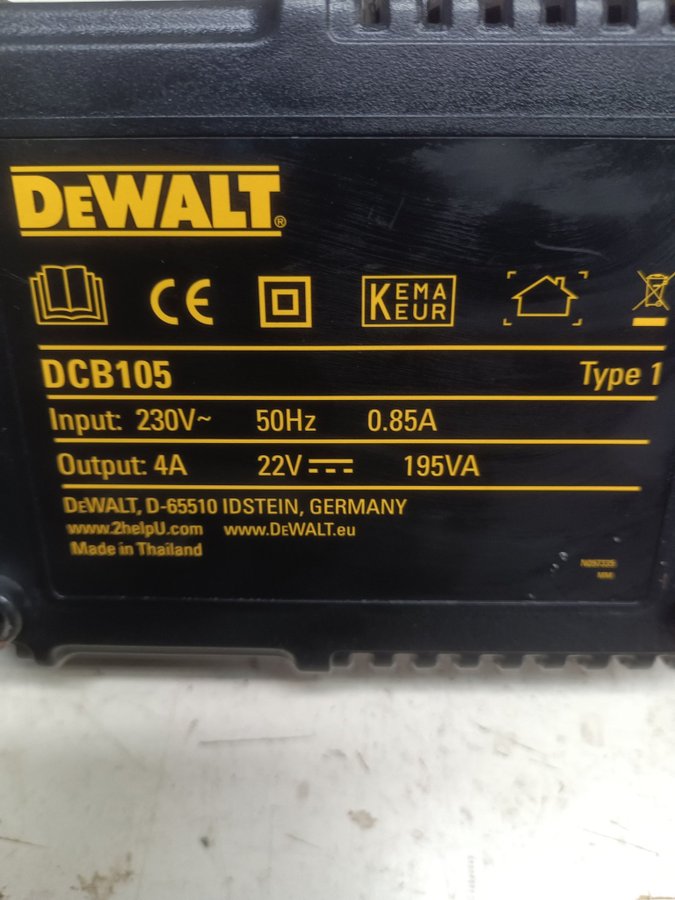 DEWALT®
CE KEMA EUR
DCB105 Type 1
Input: 230V~ 50Hz 0.85A
Output: 4A 22V 195VA
DEWALT, D-65510 IDSTEIN, GERMANY
www.2helpU.com www.DEWALT.eu
Made in Thailand